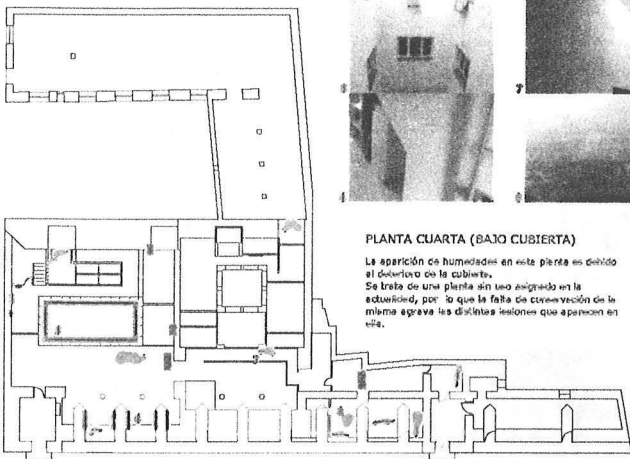 PLANTA CUARTA (BAJO CUBIERTA)
La aparición de humedades en esta planta es debido
al deterioro de la cubierta.
Se trata de una planta sin uso asignado en la
actualidad, por lo que la falta de conservación de la
misma agrava las distintas lesiones que aparecen en
ella.